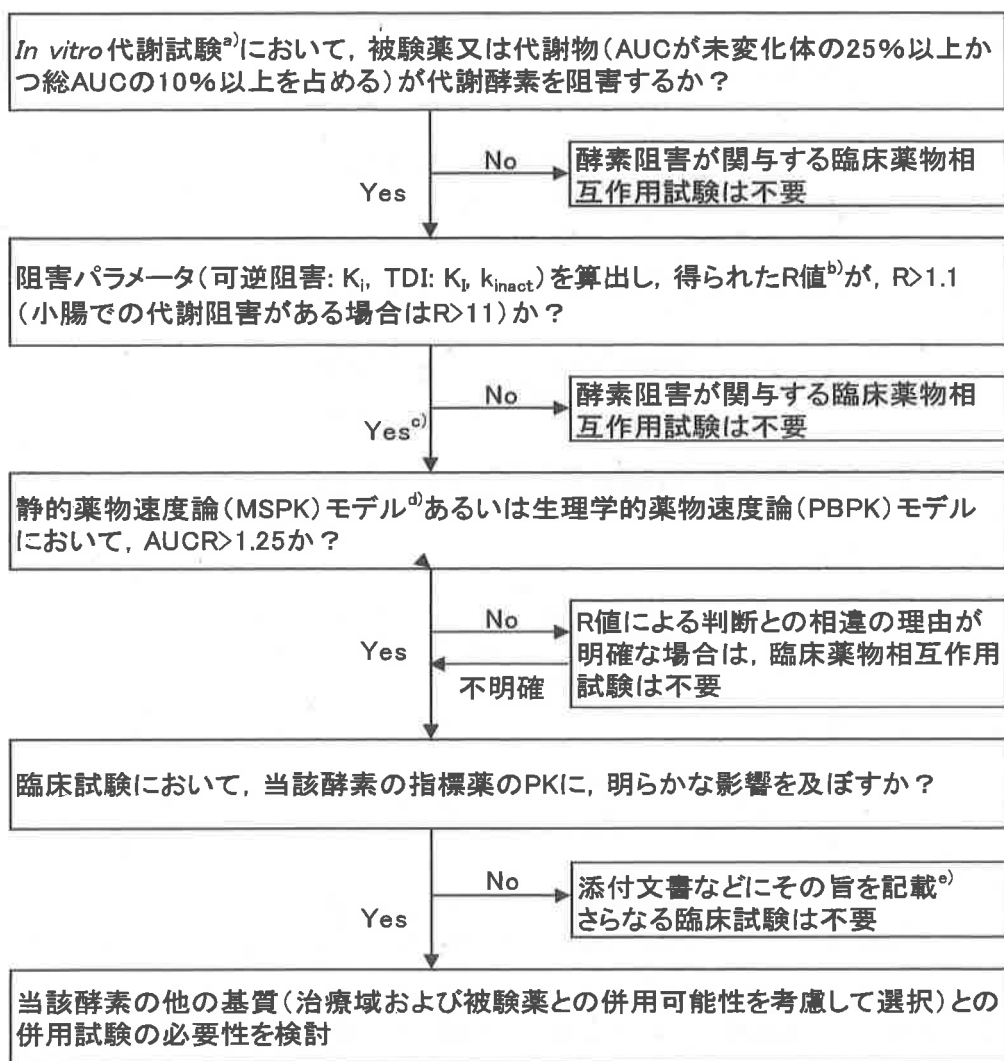 In vitro代謝試験a)において，被験薬又は代謝物（AUCが未変化体の25%以上か
つ総AUCの10%以上を占める）が代謝酵素を阻害するか？
No
酵素阻害が関与する臨床薬物相
互作用試験は不要
Yes
阻害パラメータ（可逆阻害: Ki, TDI: KI, kinact）を算出し，得られたR値b)が，R>1.1
（小腸での代謝阻害がある場合はR>11）か？
No
酵素阻害が関与する臨床薬物相
互作用試験は不要
Yesc)
静的薬物速度論（MSPK）モデルd)あるいは生理学的薬物速度論（PBPK）モデル
において，AUCR>1.25か？
No
R値による判断との相違の理由が
明確な場合は，臨床薬物相互作用
試験は不要
Yes
不明確
臨床試験において，当該酵素の指標薬のPKに，明らかな影響を及ぼすか？
No
添付文書などにその旨を記載e)
さらなる臨床試験は不要
Yes
当該酵素の他の基質（治療域および被験薬との併用可能性を考慮して選択）との
併用試験の必要性を検討